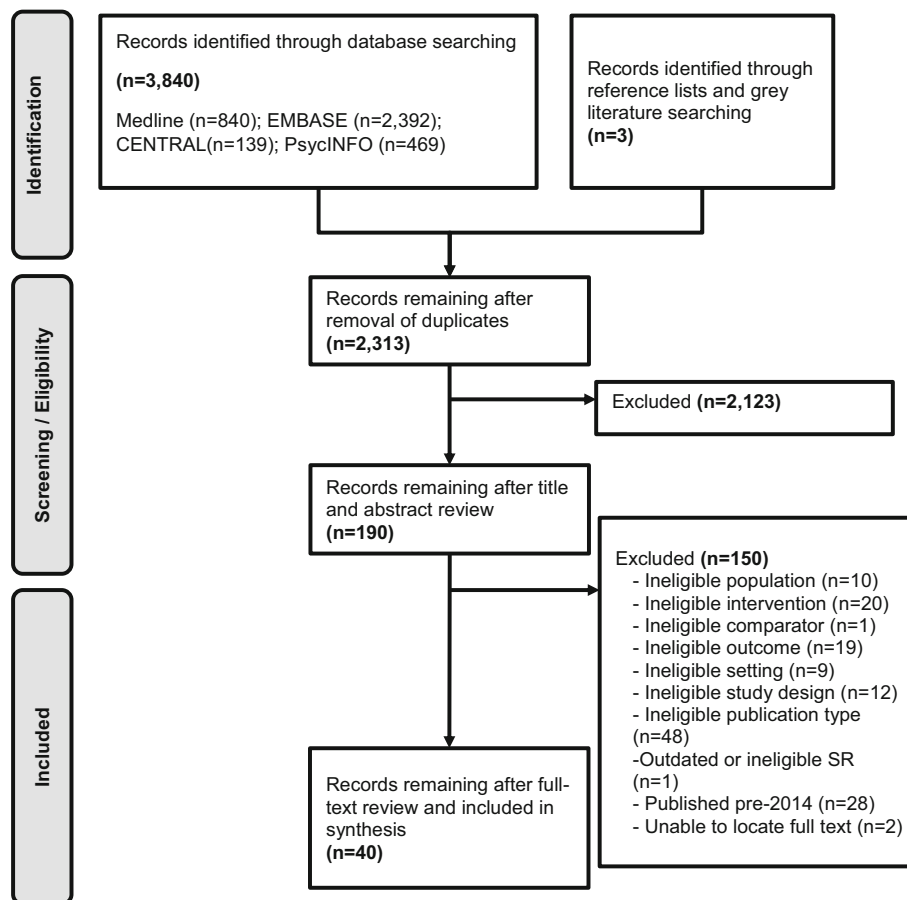 Identification
Records identified through database searching
(n=3,840)
Medline (n=840); EMBASE (n=2,392);
CENTRAL(n=139); PsycINFO (n=469)
Records identified through
reference lists and grey
literature searching
(n=3)
Screening / Eligibility
Records remaining after
removal of duplicates
(n=2,313)
Excluded (n=2,123)
Records remaining after title
and abstract review
(n=190)
Excluded (n=150)
- Ineligible population (n=10)
- Ineligible intervention (n=20)
- Ineligible comparator (n=1)
- Ineligible outcome (n=19)
- Ineligible setting (n=9)
- Ineligible study design (n=12)
- Ineligible publication type
(n=48)
-Outdated or ineligible SR
(n=1)
- Published pre-2014 (n=28)
- Unable to locate full text (n=2)
Included
Records remaining after full-
text review and included in
synthesis
(n=40)